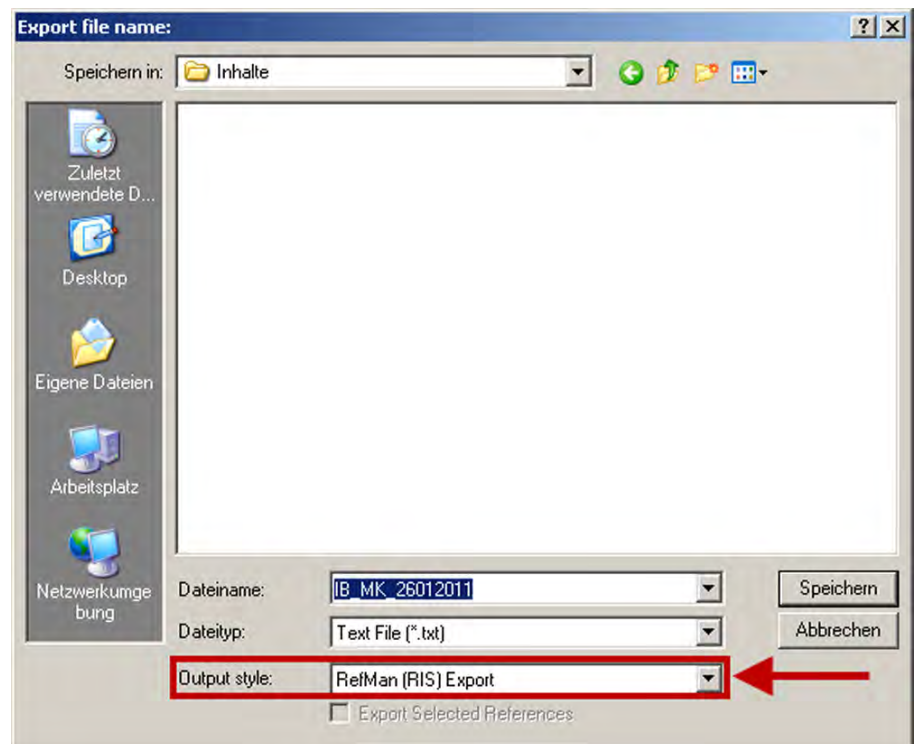 Export file name:
Speichern in:
Inhalte
Zuletzt
verwendete D...
Desktop
Eigene Dateien
Arbeitsplatz
Netzwerkumge
bung
Dateiname:
IB_MK_26012011
Speichern
Dateityp:
Text File (*.txt)
Abbrechen
Output style:
RefMan (RIS) Export
Export Selected References